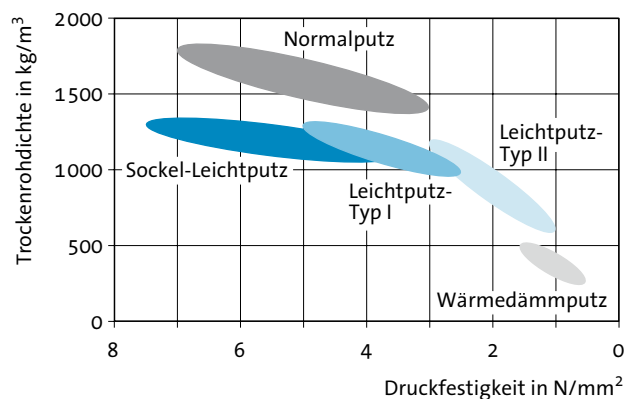 Trockenrohdichte in kg/m³
2000
1500
1000
500
0
Normalputz
Sockel-Leichtputz
Leichtputz-
Typ I
Leichtputz-
Typ II
Wärmedämmputz
8 6 4 2 0
Druckfestigkeit in N/mm²